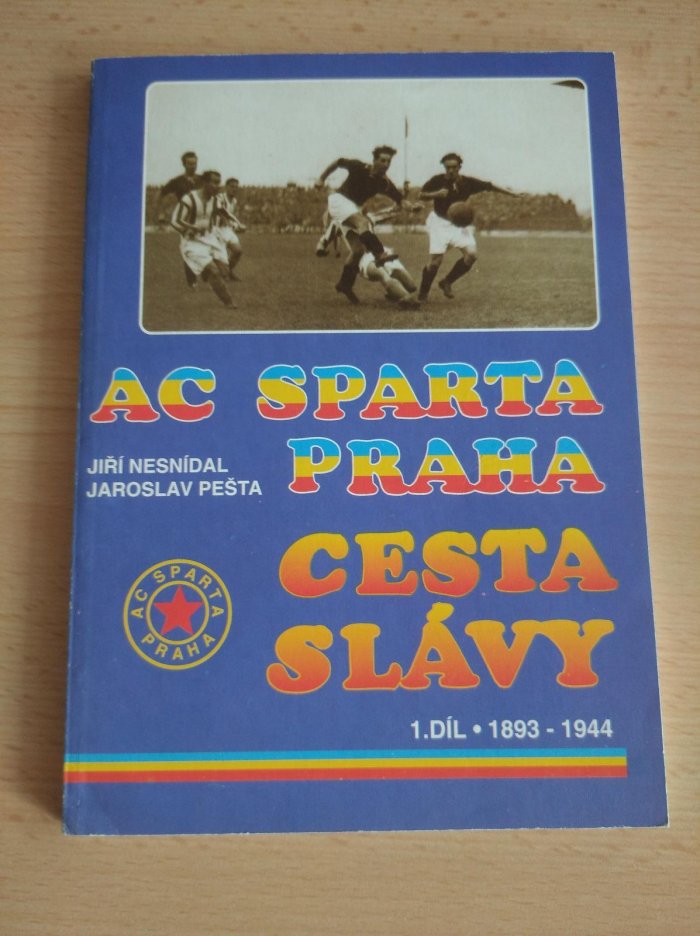 AC SPARTA
PRAHA
JIŘÍ NESNÍDAL
JAROSLAV PEŠTA
CESTA
SLÁVY
AC SPARTA
PRAHA
1.DÍL • 1893 - 1944